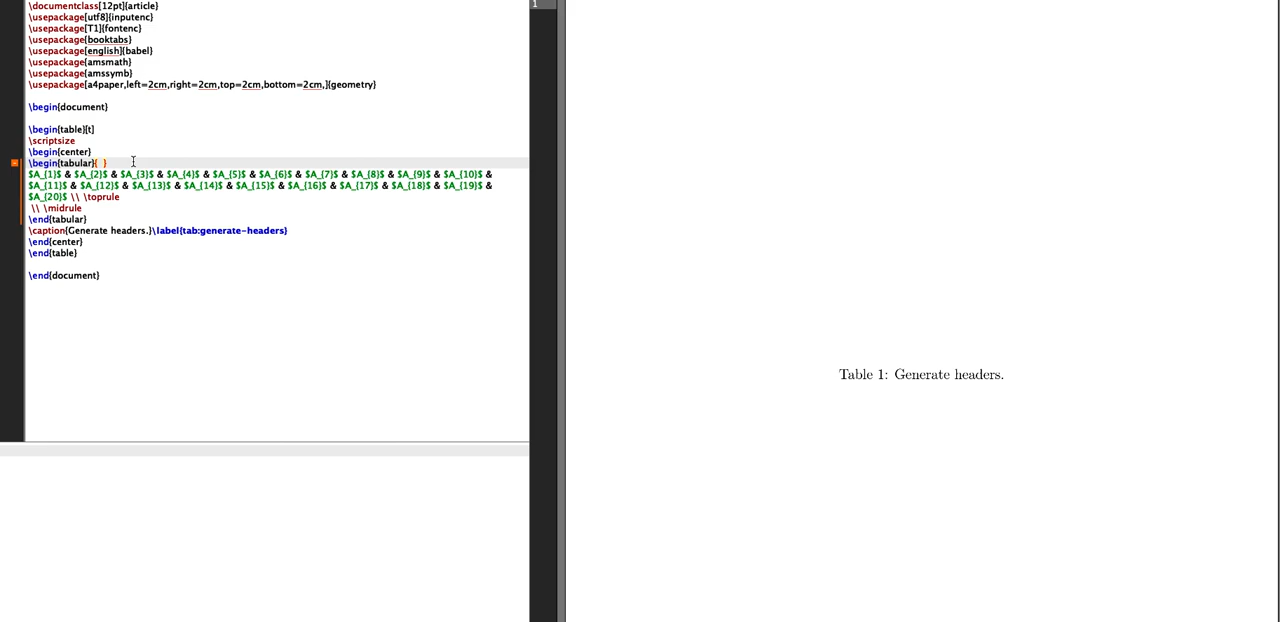 \documentclass[12pt]{article}
\usepackage[utf8]{inputenc}
\usepackage[T1]{fontenc}
\usepackage{booktabs}
\usepackage[english]{babel}
\usepackage{amsmath}
\usepackage{amssymb}
\usepackage[a4paper,left=2cm,right=2cm,top=2cm,bottom=2cm,]{geometry}
\begin{document}
\begin{table}[t]
\scriptsize
\begin{center}
\begin{tabular}{ }
$A_{1}$ & $A_{2}$ & $A_{3}$ & $A_{4}$ & $A_{5}$ & $A_{6}$ & $A_{7}$ & $A_{8}$ & $A_{9}$ & $A_{10}$ &
$A_{11}$ & $A_{12}$ & $A_{13}$ & $A_{14}$ & $A_{15}$ & $A_{16}$ & $A_{17}$ & $A_{18}$ & $A_{19}$ &
$A_{20}$ \\ \toprule
\\ \midrule
\end{tabular}
\caption{Generate headers.}\label{tab:generate-headers}
\end{center}
\end{table}
\end{document}
1
Table 1: Generate headers.